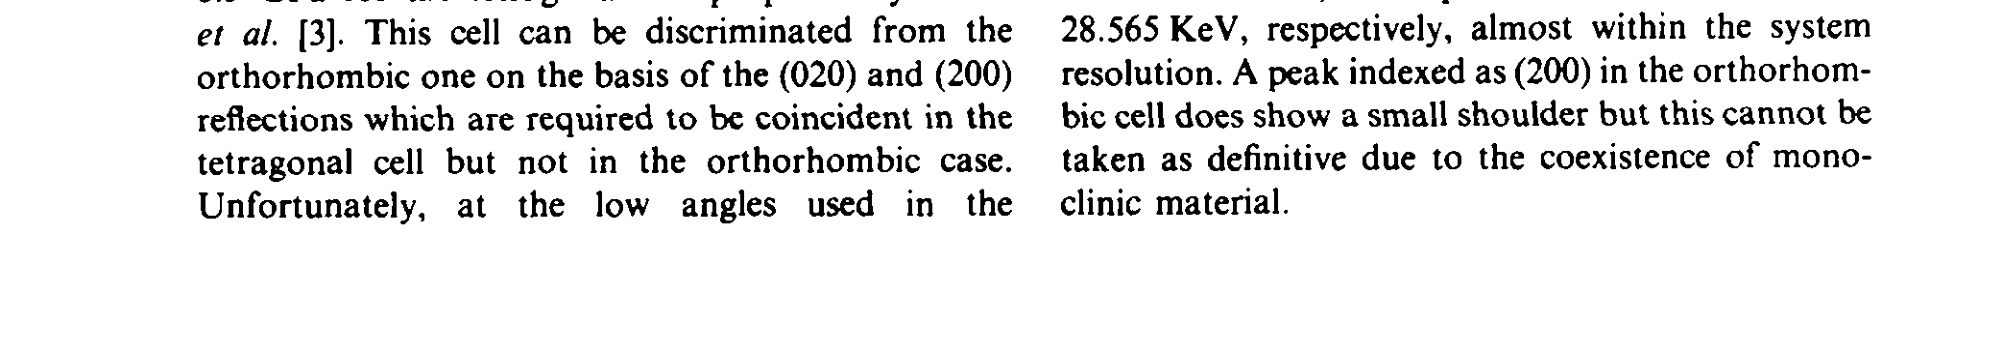 et al. [3]. This cell can be discriminated from the
orthorhombic one on the basis of the (020) and (200)
reflections which are required to be coincident in the
tetragonal cell but not in the orthorhombic case.
Unfortunately, at the low angles used in the
28.565 KeV, respectively, almost within the system
resolution. A peak indexed as (200) in the orthorhom-
bic cell does show a small shoulder but this cannot be
taken as definitive due to the coexistence of mono-
clinic material.